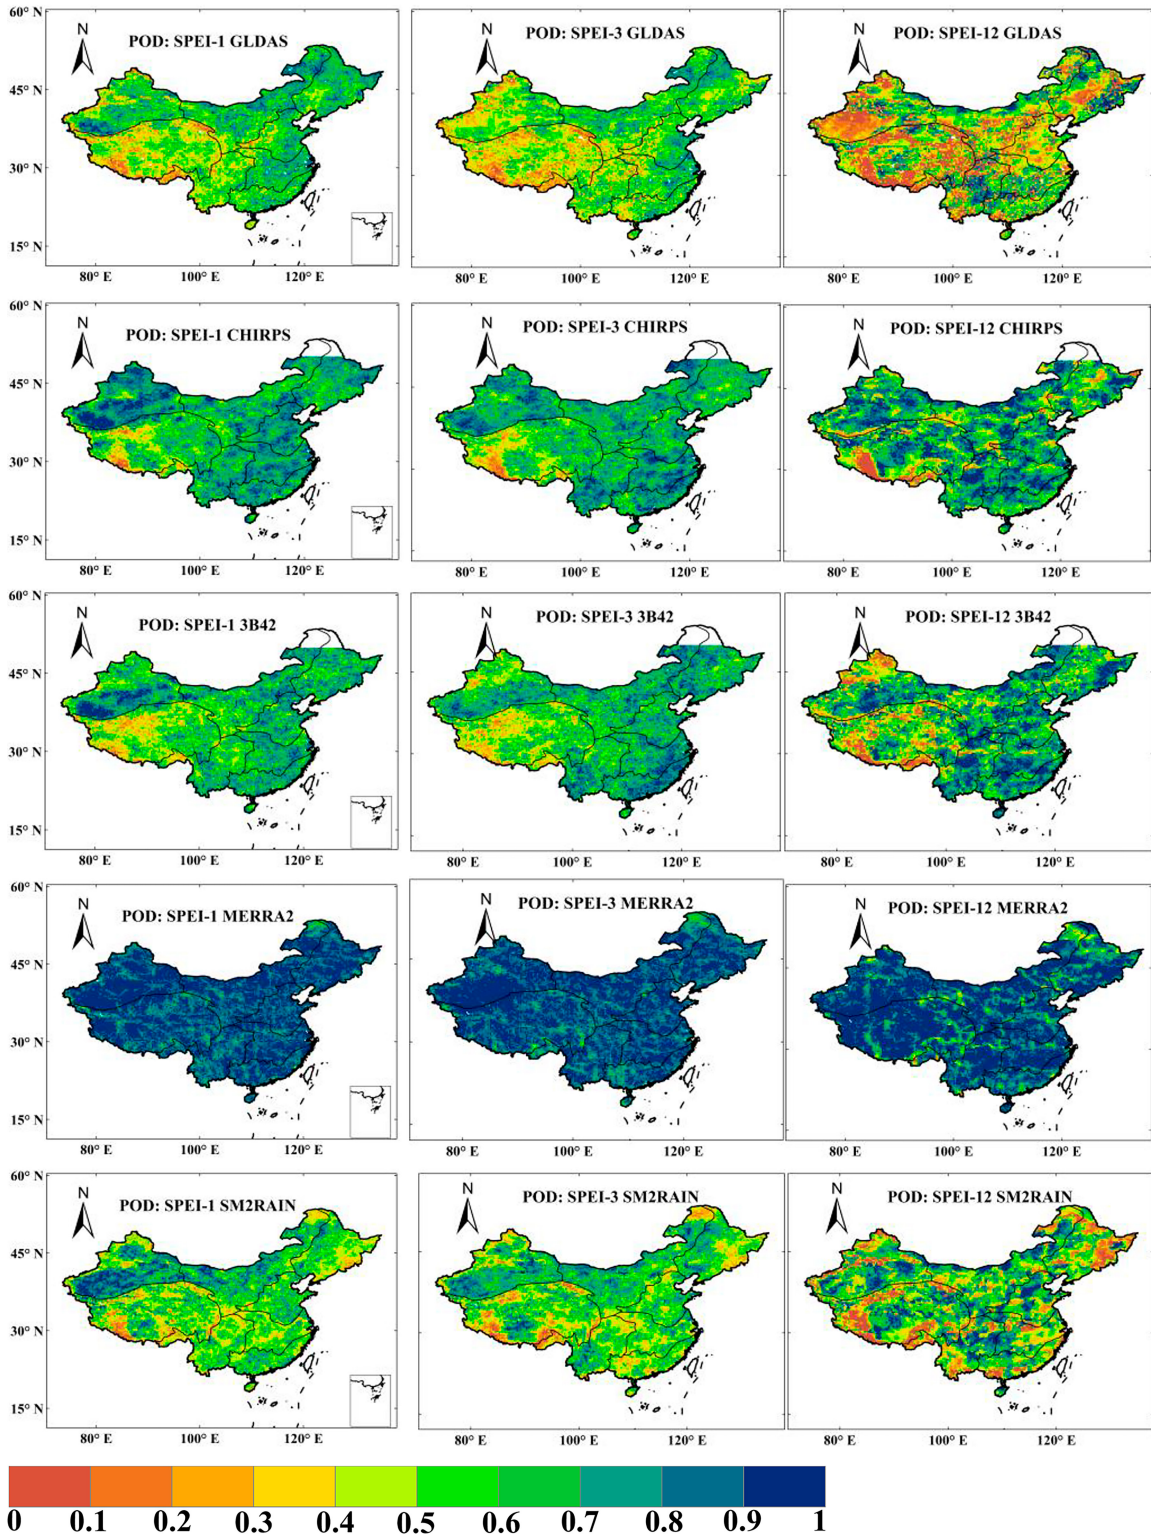 60° N
N
POD: SPEI-1 GLDAS
N
POD: SPEI-3 GLDAS
N
POD: SPEI-12 GLDAS
45° N
30° N
15° N
80° E 100° E 120° E
80° E 100° E 120° E
80° E 100° E 120° E
60° N
N
POD: SPEI-1 CHIRPS
N
POD: SPEI-3 CHIRPS
N
POD: SPEI-12 CHIRPS
45° N
30° N
15° N
80° E 100° E 120° E
80° E 100° E 120° E
80° E 100° E 120° E
60° N
N
POD: SPEI-1 3B42
N
POD: SPEI-3 3B42
N
POD: SPEI-12 3B42
45° N
30° N
15° N
80° E 100° E 120° E
80° E 100° E 120° E
80° E 100° E 120° E
60° N
N
POD: SPEI-1 MERRA2
N
POD: SPEI-3 MERRA2
N
POD: SPEI-12 MERRA2
45° N
30° N
15° N
80° E 100° E 120° E
80° E 100° E 120° E
80° E 100° E 120° E
60° N
N
POD: SPEI-1 SM2RAIN
N
POD: SPEI-3 SM2RAIN
N
POD: SPEI-12 SM2RAIN
45° N
30° N
15° N
80° E 100° E 120° E
80° E 100° E 120° E
80° E 100° E 120° E
0 0.1 0.2 0.3 0.4 0.5 0.6 0.7 0.8 0.9 1